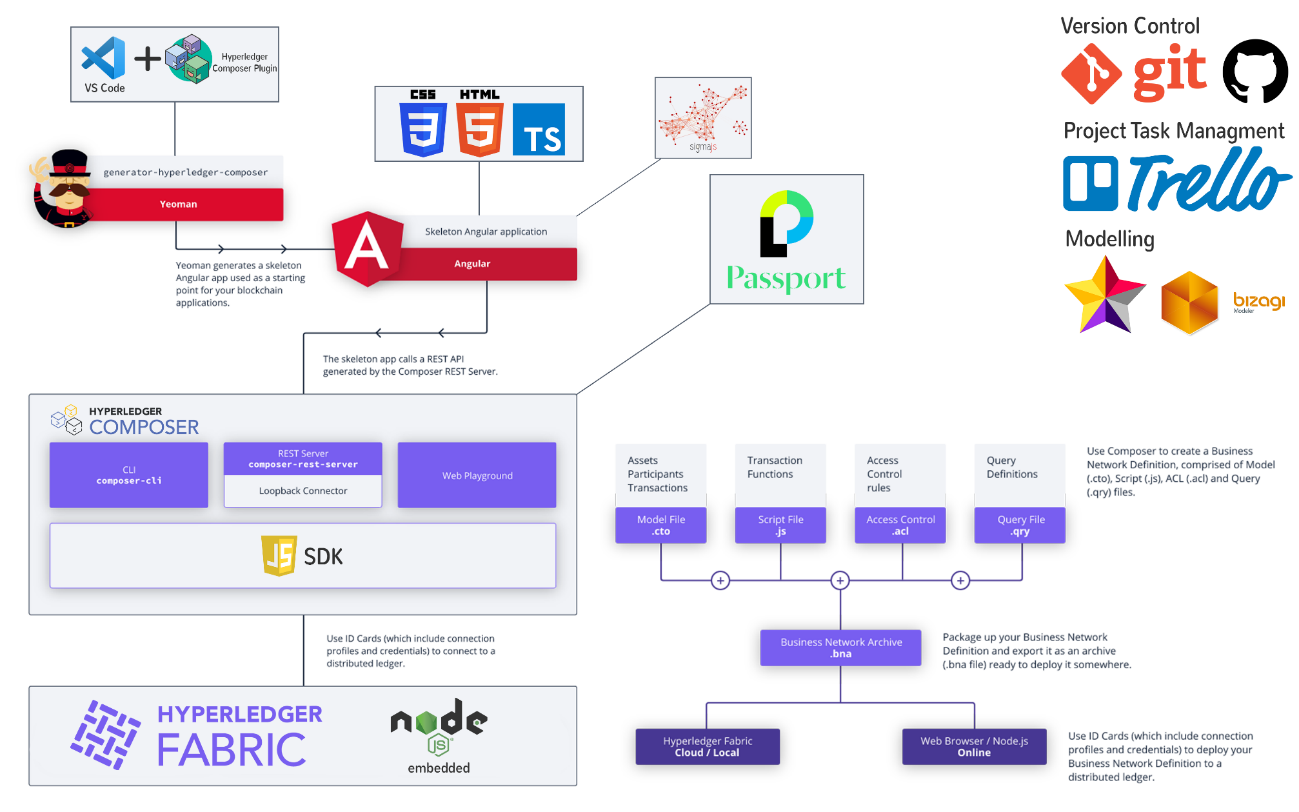 VS Code
Hyperledger
Composer Plugin
generator-hyperledger-composer
Yeoman
Yeoman generates a skeleton
Angular app used as a starting
point for your blockchain
applications.
CSS
HTML
3
5
TS
sigmajs
A
Skeleton Angular application
Angular
Passport
The skeleton app calls a REST API
generated by the Composer REST Server.
HYPERLEDGER
COMPOSER
CLI
composer-cli
REST Server
composer-rest-server
Loopback Connector
Web Playground
JS
SDK
Use ID Cards (which include connection
profiles and credentials) to connect to a
distributed ledger.
HYPERLEDGER
FABRIC
node
JS
embedded
Version Control
git
Project Task Managment
Trello
Modelling
bizagi
Modeler
Assets
Participants
Transactions
Model File
.cto
Transaction
Functions
Script File
.js
Access
Control
rules
Access Control
.acl
Query
Definitions
Query File
.qry
Use Composer to create a Business
Network Definition, comprised of Model
(.cto), Script (.js), ACL (.acl) and Query
(.qry) files.
Business Network Archive
.bna
Package up your Business Network
Definition and export it as an archive
(.bna file) ready to deploy it somewhere.
Hyperledger Fabric
Cloud / Local
Web Browser / Node.js
Online
Use ID Cards (which include connection
profiles and credentials) to deploy your
Business Network Definition to a
distributed ledger.